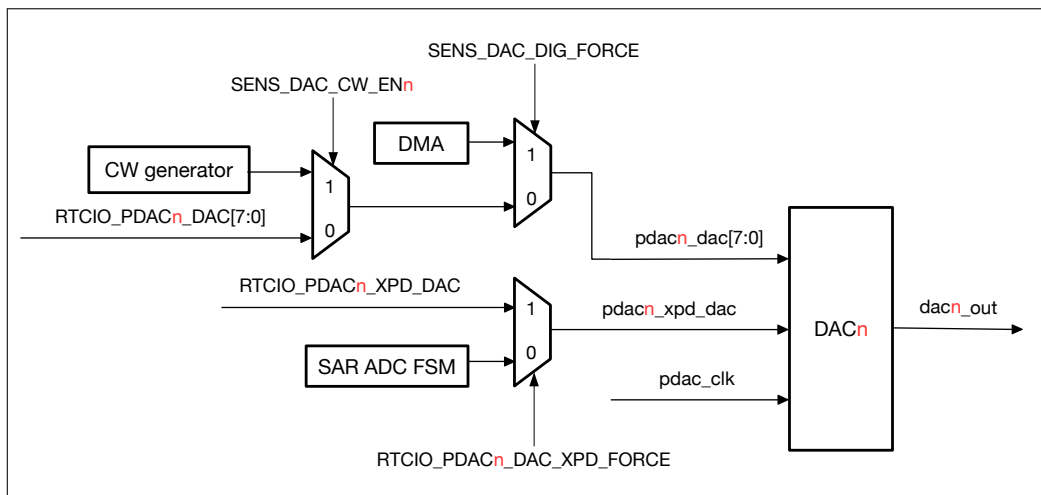 SENS_DAC_DIG_FORCE
SENS_DAC_CW_ENn
DMA
1
CW generator
1
0
RTCIO_PDACn_DAC[7:0]
0
pdacn_dac[7:0]
RTCIO_PDACn_XPD_DAC
1
pdacn_xpd_dac
dacn_out
DACn
0
SAR ADC FSM
pdac_clk
RTCIO_PDACn_DAC_XPD_FORCE